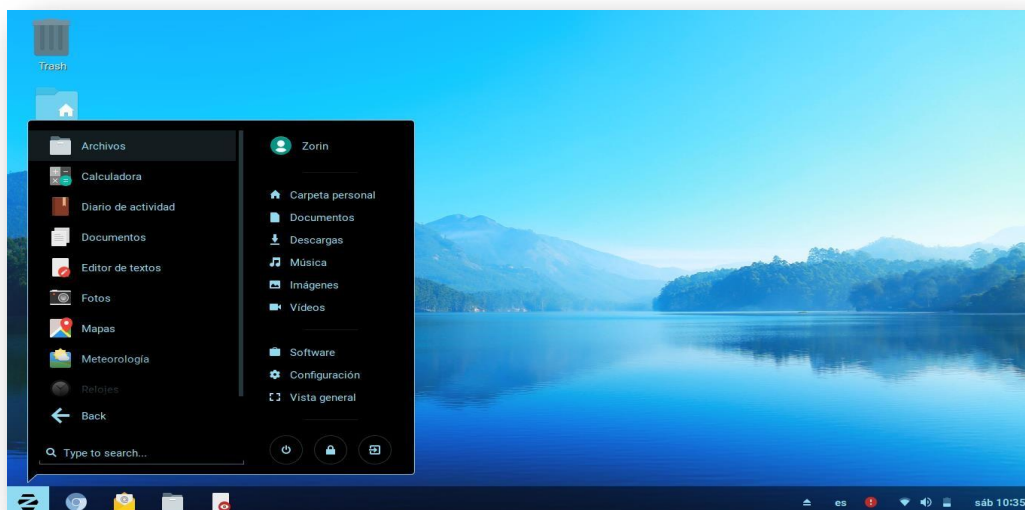 Trash
Archivos
Calculadora
Diario de actividad
Documentos
Editor de textos
Fotos
Mapas
Meteorología
Relojes
Back
Type to search...
Zorin
Carpeta personal
Documentos
Descargas
Música
Imágenes
Vídeos
Software
Configuración
Vista general
es
sáb 10:35